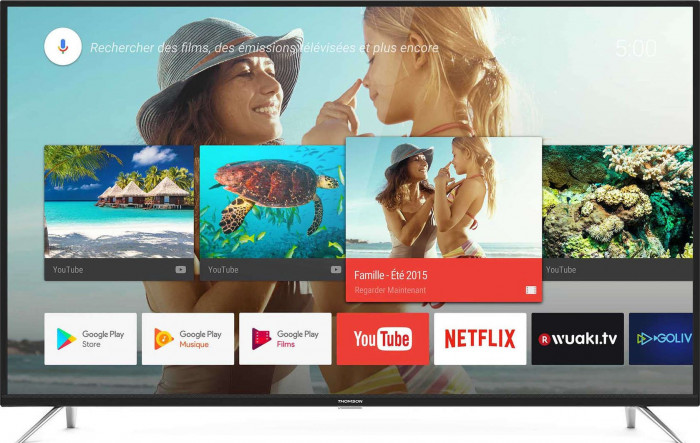 Rechercher des films, des émissions télévisées et plus encore
5:00
YouTube
YouTube
Famille - Été 2015
Regarder Maintenant
YouTube
Google Play
Store
Google Play
Musique
Google Play
Films
YouTube
NETFLIX
R wuaki.tv
GOLIV
THOMSON